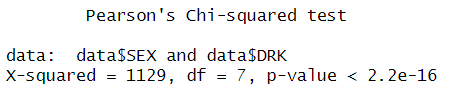 Pearson's Chi-squared test
data:  data$SEX and data$DRK
X-squared = 1129, df = 7, p-value < 2.2e-16